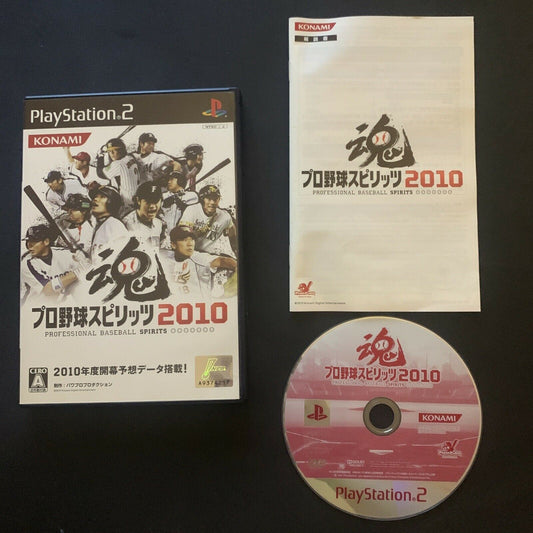 PlayStation®2
KONAMI
魂
プロ野球スピリッツ 2010
PROFESSIONAL BASEBALL SPIRITS
2010年度開幕予想データ搭載!
制作:パワプロプロダクション
CERO
A
KONAMI
説明書
魂
プロ野球スピリッツ 2010
PROFESSIONAL BASEBALL SPIRITS
魂
プロ野球スピリッツ 2010
PROFESSIONAL BASEBALL SPIRITS
KONAMI
PlayStation®2